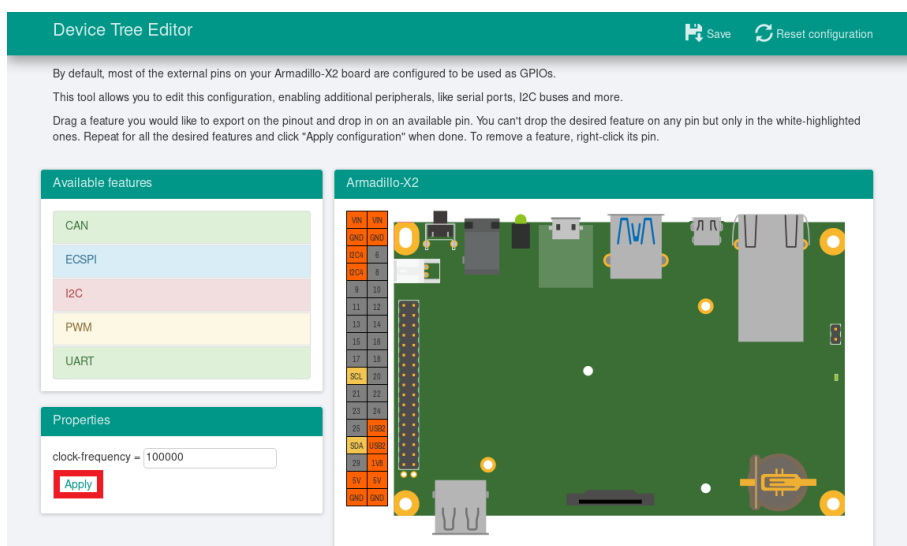 Device Tree Editor
Save
Reset configuration
By default, most of the external pins on your Armadillo-X2 board are configured to be used as GPIOs.
This tool allows you to edit this configuration, enabling additional peripherals, like serial ports, I2C buses and more.
Drag a feature you would like to export on the pinout and drop in on an available pin. You can't drop the desired feature on any pin but only in the white-highlighted
ones. Repeat for all the desired features and click "Apply configuration" when done. To remove a feature, right-click its pin.
Available features
CAN
ECSPI
I2C
PWM
UART
Properties
clock-frequency = 100000
Apply
Armadillo-X2
VIN VIN
GND GND
I2C4 6
I2C4 8
9 10
11 12
13 14
15 16
17 18
SCL 20
21 22
23 24
25 USB2
SDA USB2
29 1V8
5V 5V
GND GND